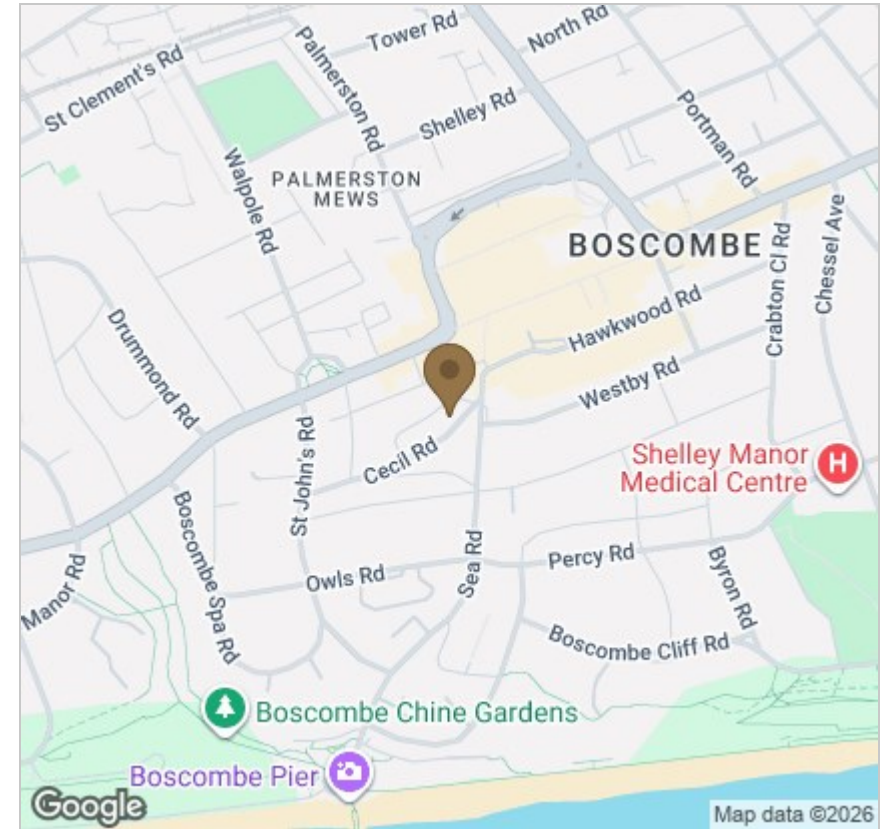 Tower Rd
North Rd
St Clement's Rd
Palmerston Rd
Shelley Rd
Portman Rd
Walpole Rd
PALMERSTON
MEWS
BOSCOMBE
Chessel Ave
Crabton Cl Rd
Hawkwood Rd
Drummond Rd
Westby Rd
St John's Rd
Cecil Rd
Shelley Manor
Medical Centre
H
Boscombe Spa Rd
Sea Rd
Percy Rd
Owls Rd
Byron Rd
Manor Rd
Boscombe Cliff Rd
Boscombe Chine Gardens
Boscombe Pier
Google
Map data ©2026